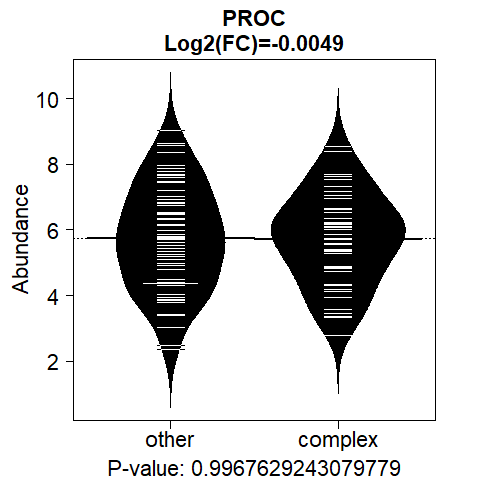 PROC
Log2(FC)=-0.0049
Abundance
10
8
6
4
2
other complex
P-value: 0.9967629243079779